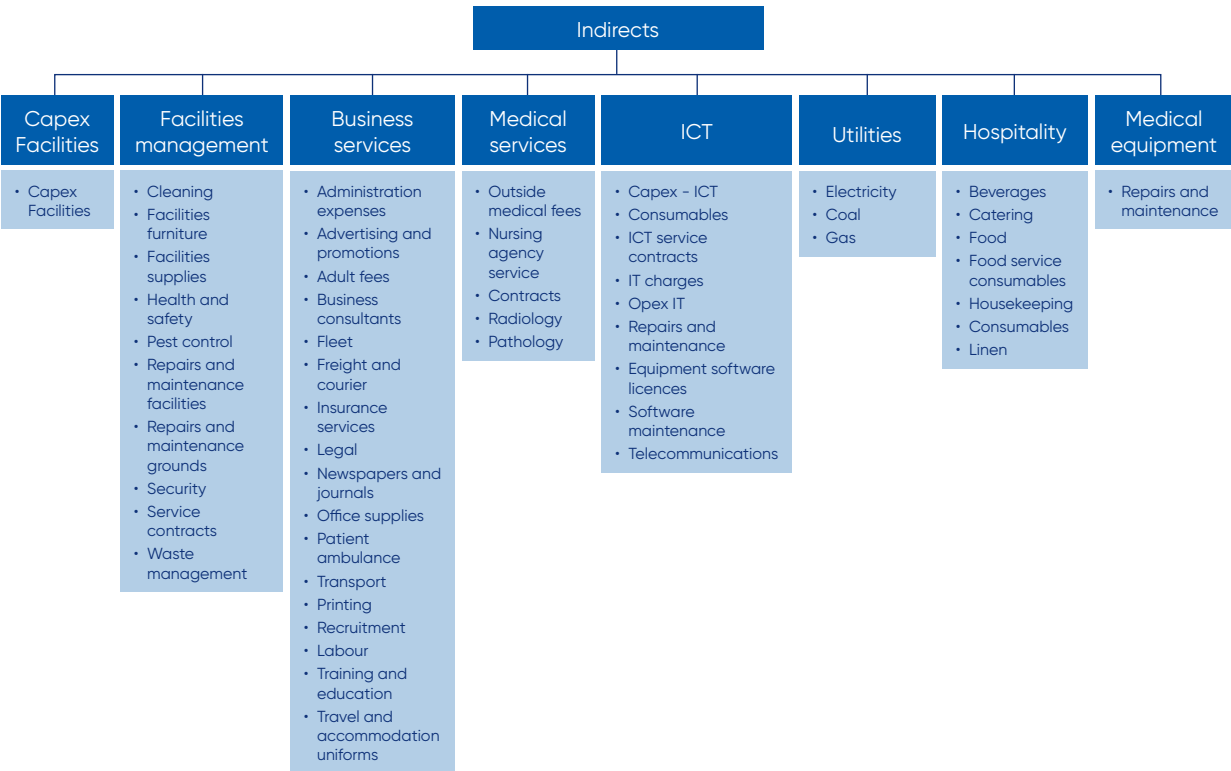 Indirects
Capex
Facilities
• Capex
Facilities
Facilities
management
• Cleaning
• Facilities
furniture
• Facilities
supplies
• Health and
safety
• Pest control
• Repairs and
maintenance
facilities
• Repairs and
maintenance
grounds
• Security
• Service
contracts
• Waste
management
Business
services
• Administration
expenses
• Advertising and
promotions
• Adult fees
• Business
consultants
• Fleet
• Freight and
courier
• Insurance
services
• Legal
• Newspapers and
journals
• Office supplies
• Patient
ambulance
• Transport
• Printing
• Recruitment
• Labour
• Training and
education
• Travel and
accommodation
uniforms
Medical
services
• Outside
medical fees
• Nursing
agency
service
• Contracts
• Radiology
• Pathology
ICT
• Capex - ICT
• Consumables
• ICT service
contracts
• IT charges
• Opex IT
• Repairs and
maintenance
• Equipment software
licences
• Software
maintenance
• Telecommunications
Utilities
• Electricity
• Coal
• Gas
Hospitality
• Beverages
• Catering
• Food
• Food service
consumables
• Housekeeping
• Consumables
• Linen
Medical
equipment
• Repairs and
maintenance